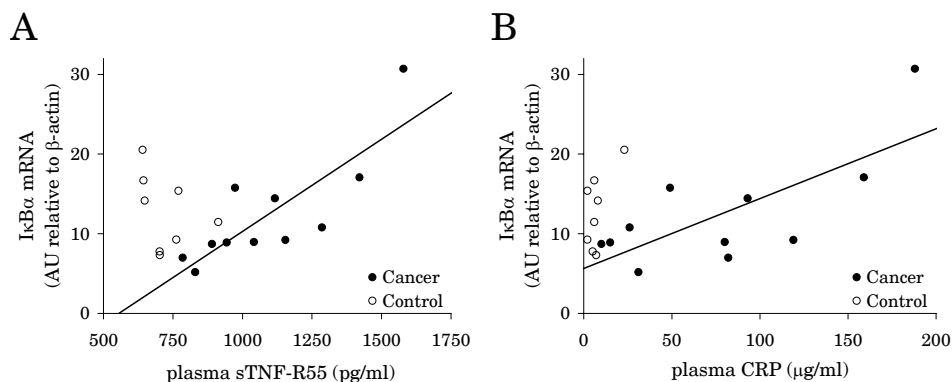 A
IκBα mRNA
(AU relative to β-actin)
30
20
10
0
500 750 1000 1250 1500 1750
plasma sTNF-R55 (pg/ml)
Cancer
Control
B
IκBα mRNA
(AU relative to β-actin)
30
20
10
0
0 50 100 150 200
plasma CRP (μg/ml)
Cancer
Control